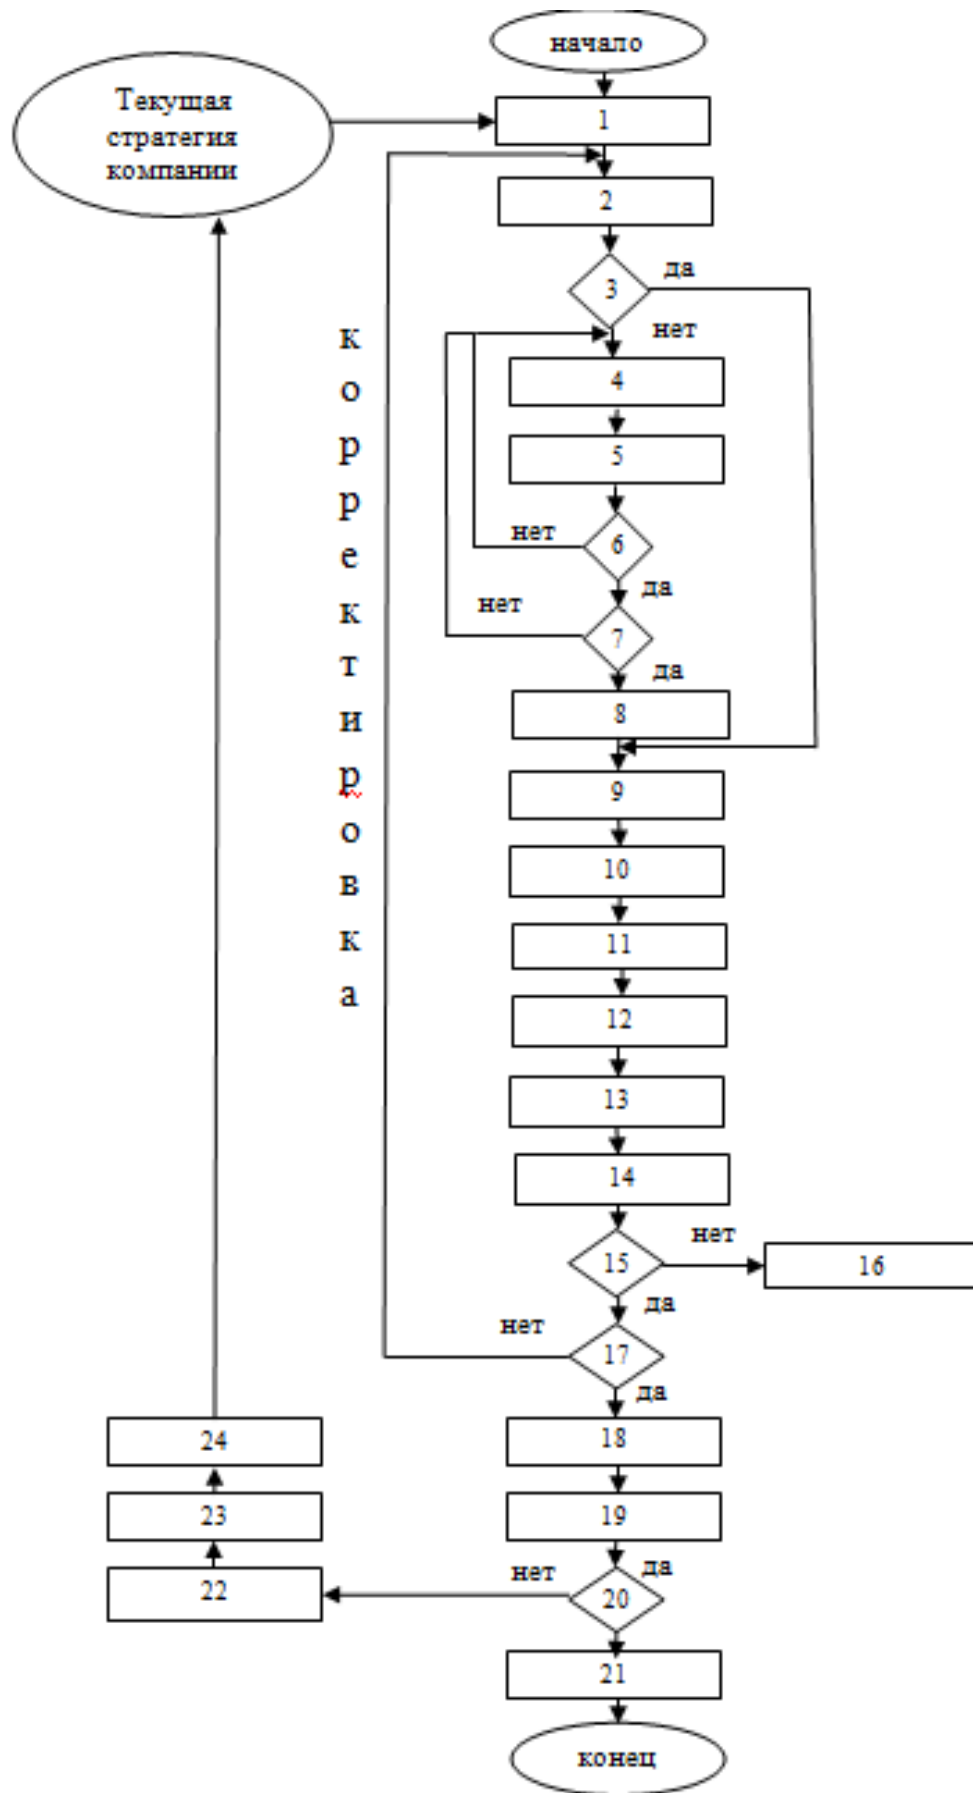 начало
Текущая
стратегия
компании
1
2
3
да
нет
4
5
6
нет
да
7
нет
да
8
9
10
11
12
13
14
15
нет
16
да
17
нет
да
18
19
20
нет
да
21
22
23
24
конец
к
о
р
р
е
к
т
и
р
о
в
к
а